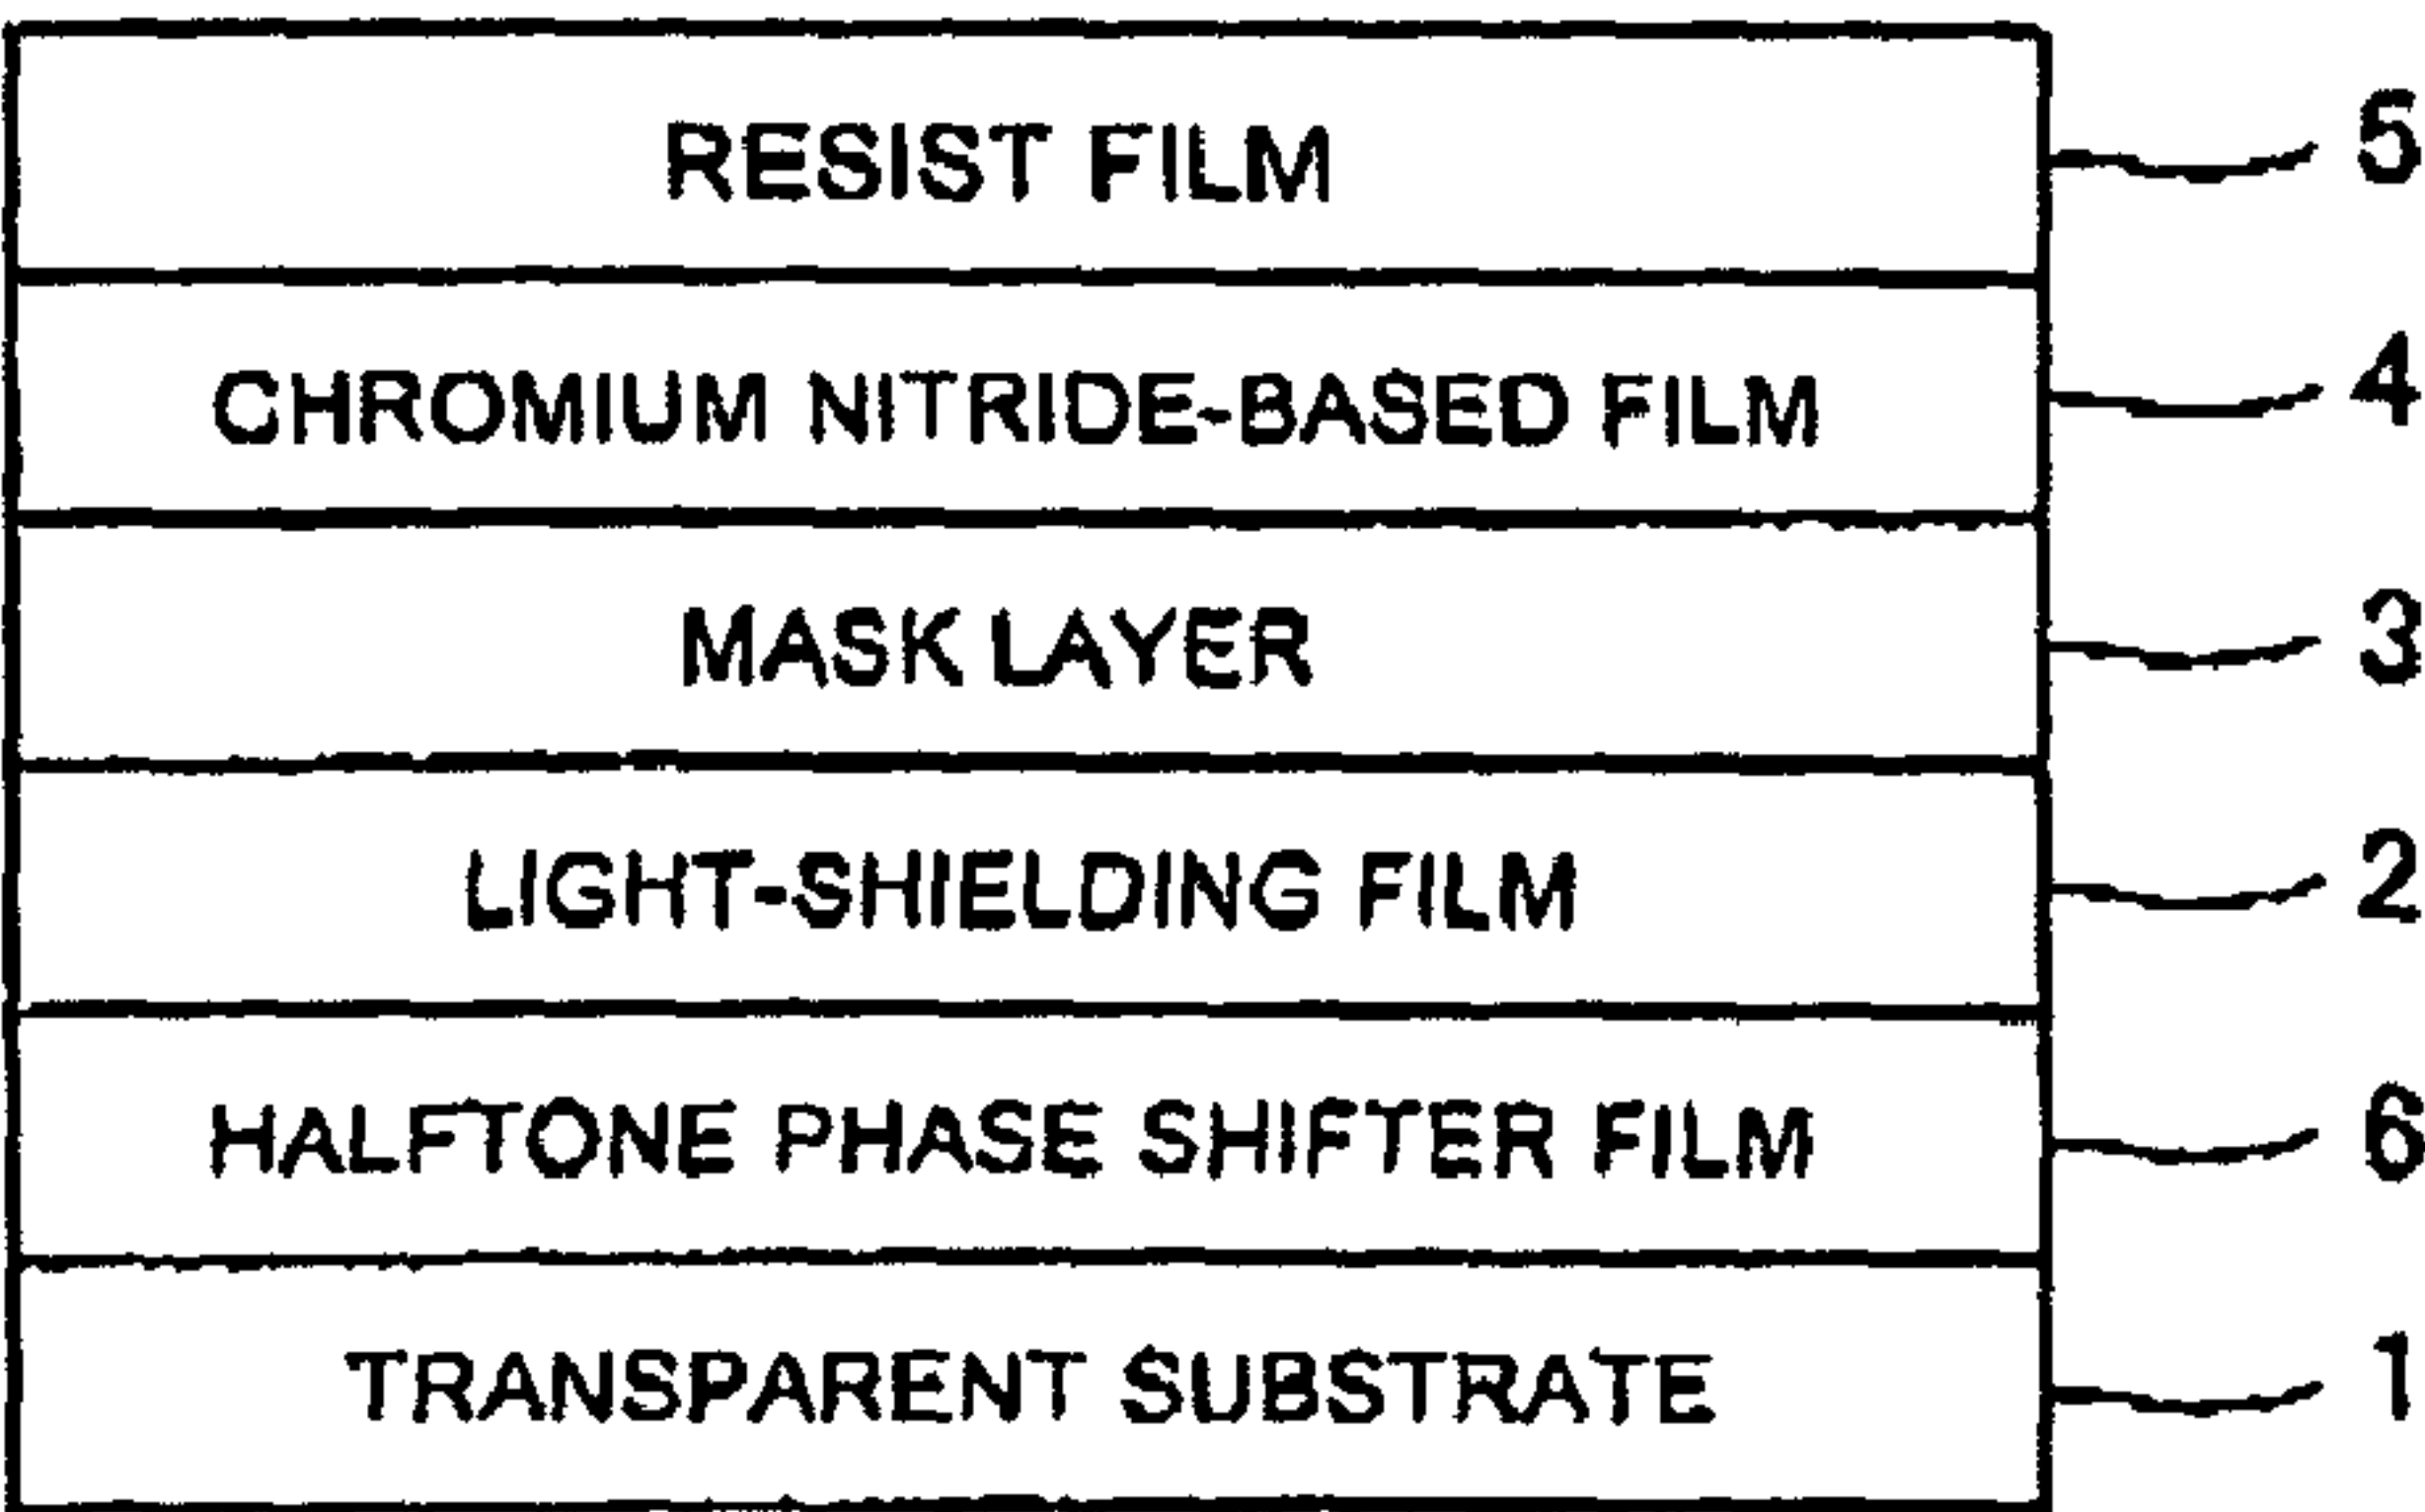 RESIST FILM 5
CHROMIUM NITRIDE-BASED FILM 4
MASK LAYER 3
LIGHT-SHIELDING FILM 2
HALFTONE PHASE SHIFTER FILM 6
TRANSPARENT SUBSTRATE 1